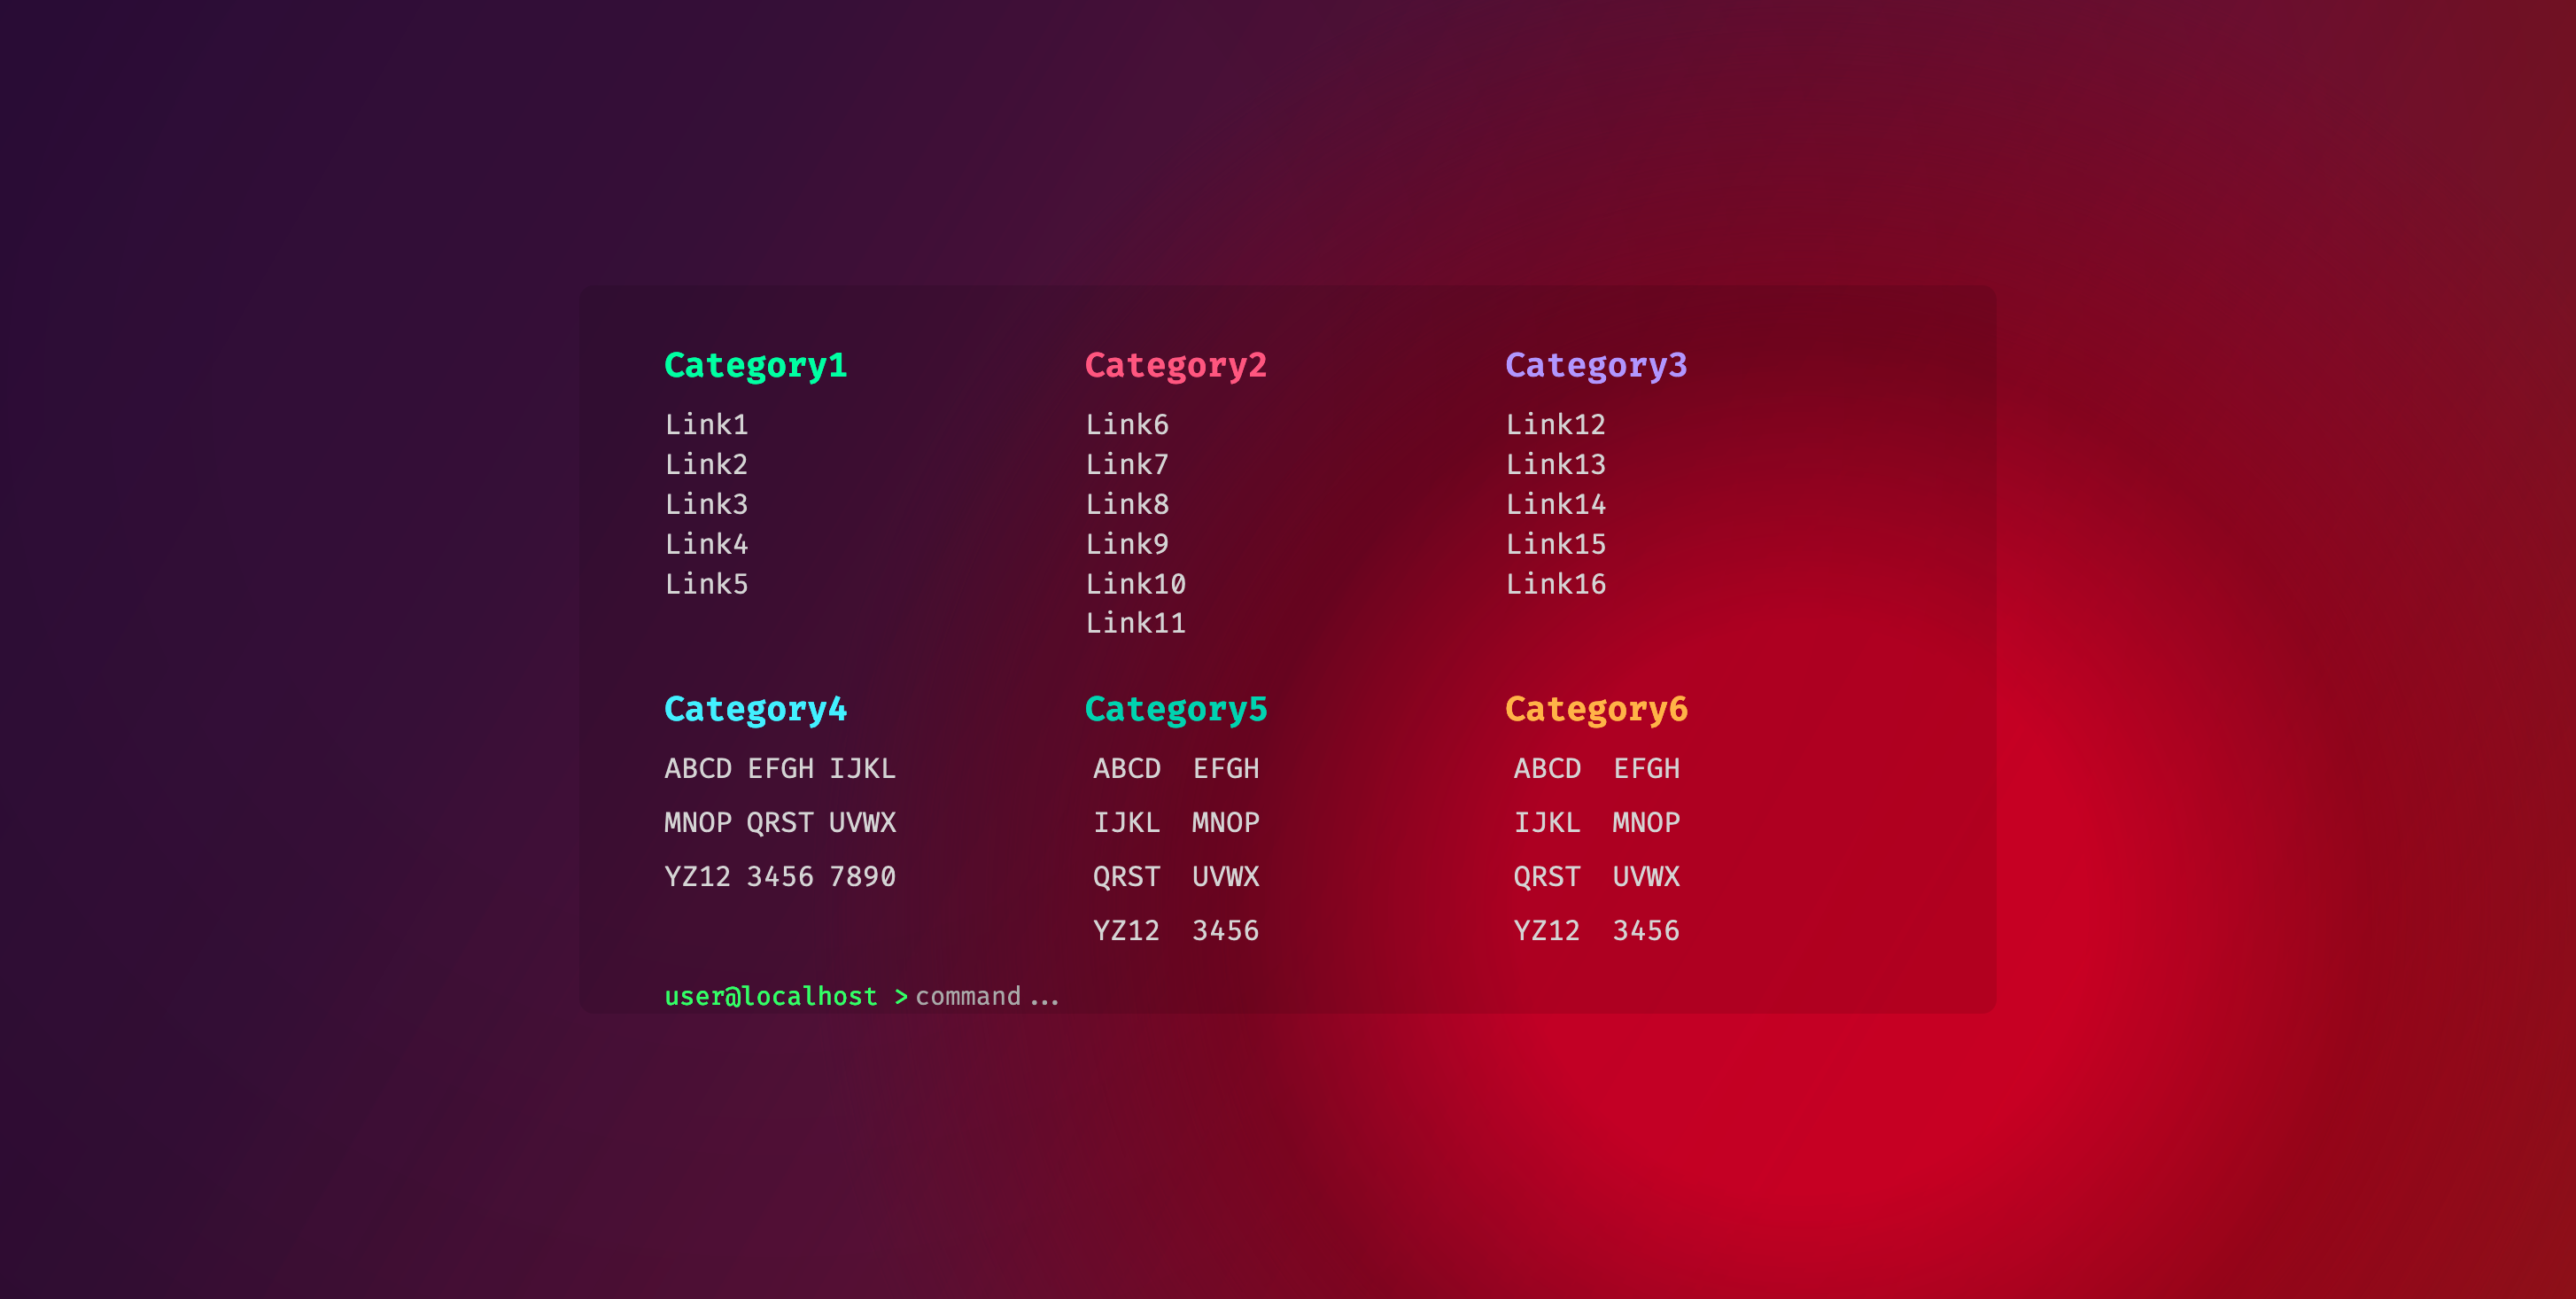 Category1
Link1
Link2
Link3
Link4
Link5
Category2
Link6
Link7
Link8
Link9
Link10
Link11
Category3
Link12
Link13
Link14
Link15
Link16
Category4
ABCD EFGH IJKL
MNOP QRST UVWX
YZ12 3456 7890
Category5
ABCD EFGH
IJKL MNOP
QRST UVWX
YZ12 3456
Category6
ABCD EFGH
IJKL MNOP
QRST UVWX
YZ12 3456
user@localhost > command...